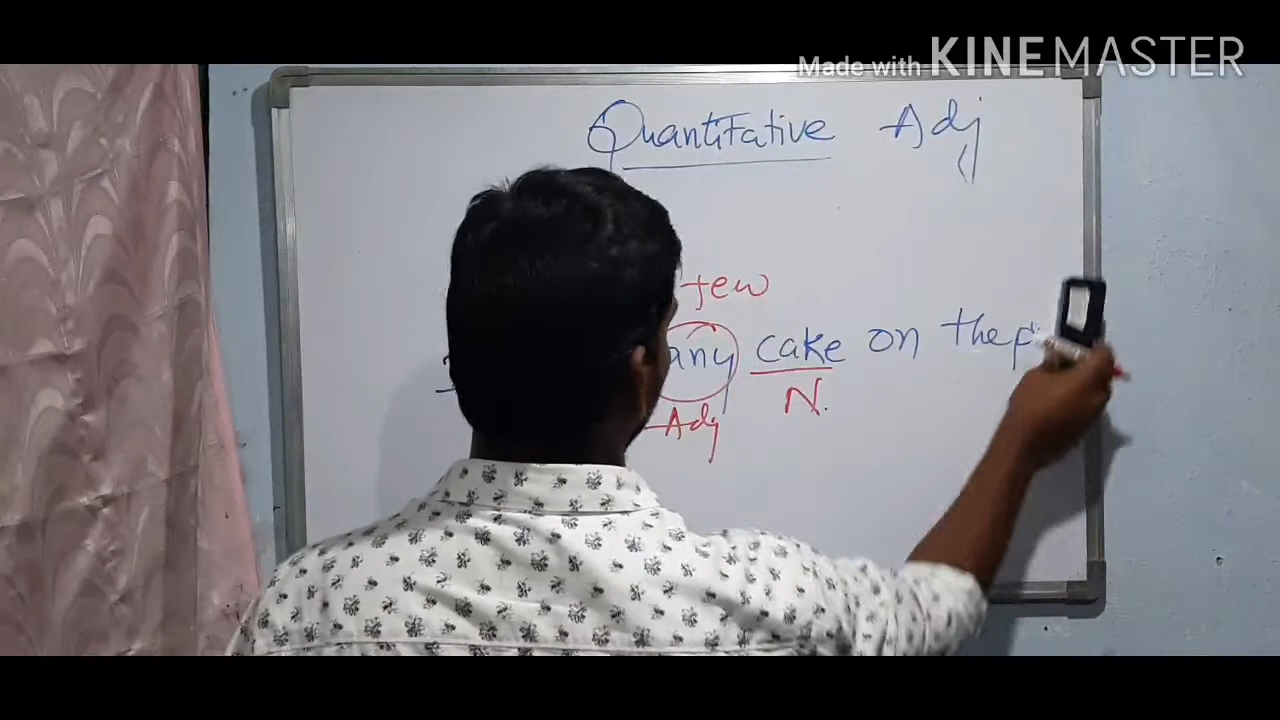 Made with KINEMASTER
Quantitative Adj
few
any cake on the p
Adj N.